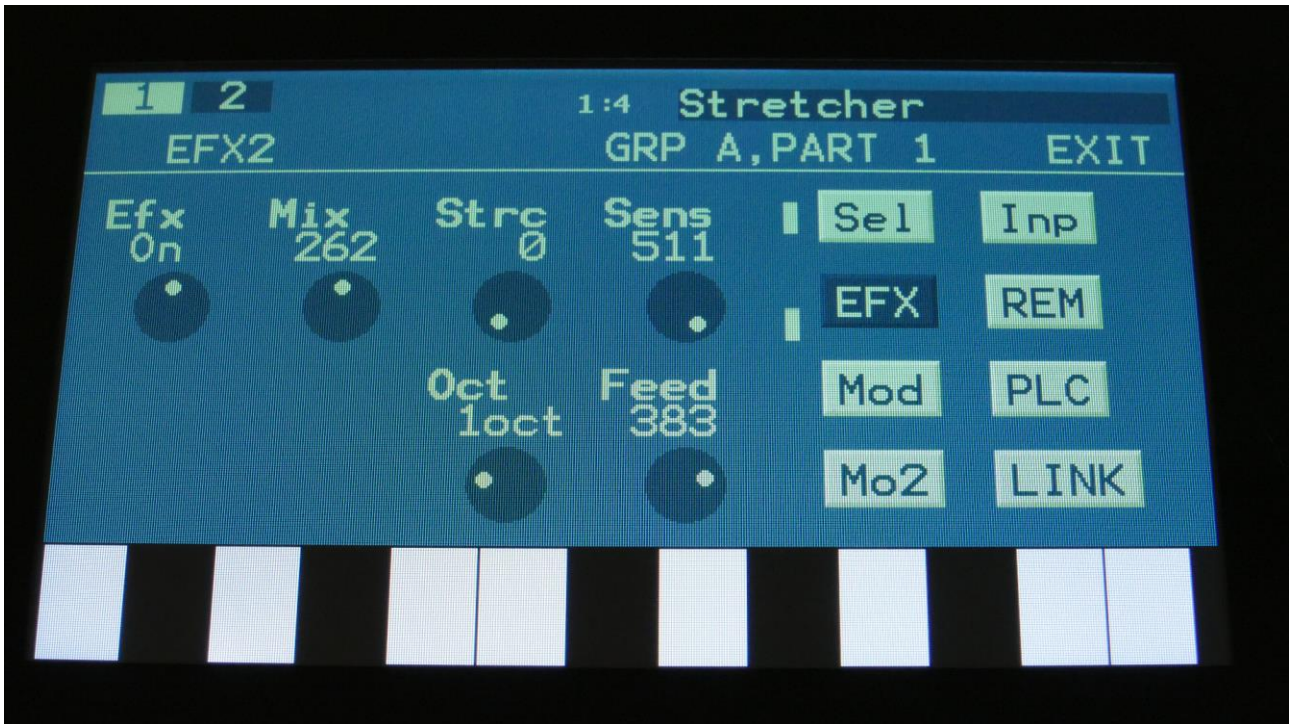 1 2 1:4 Stretcher
EFX2 GRP A,PART 1 EXIT
Efx Mix Strc Sens Sel Inp
On 262 0 511
EFX REM
Oct Feed Mod PLC
1oct 383
Mo2 LINK